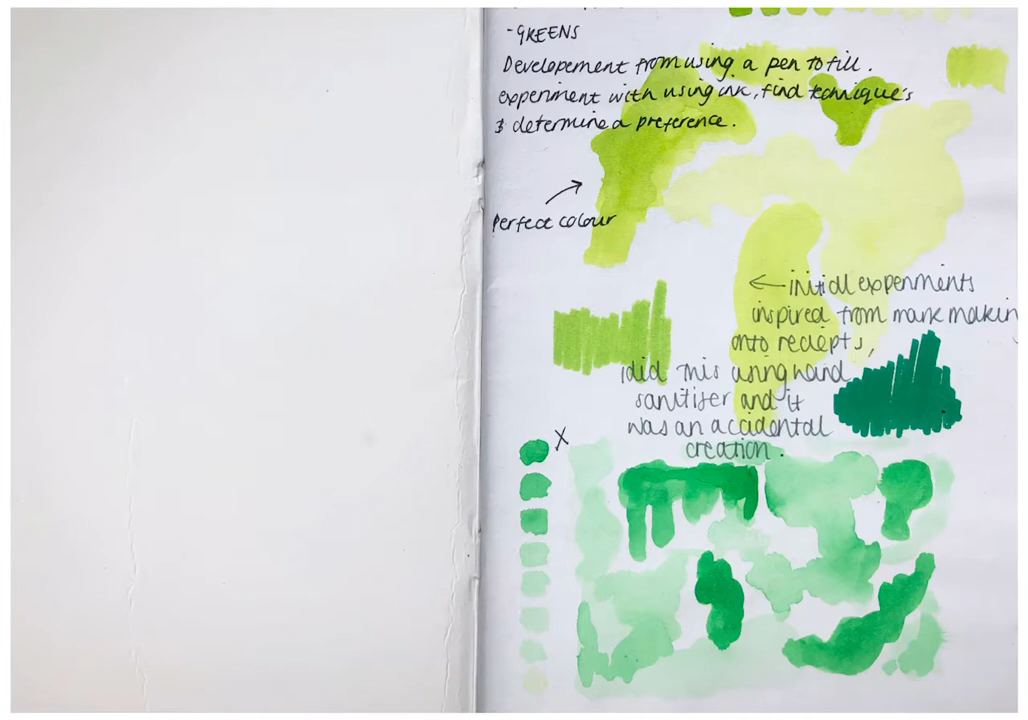 - GREENS
Developement from using a pen to fill.
experiment with using ink, find technique's
& determine a preference.
Perfect colour
← initial experiments
inspired from mark making
onto reciepts,
i did this using hand
sanitiser and it
was an accidental
creation.
X